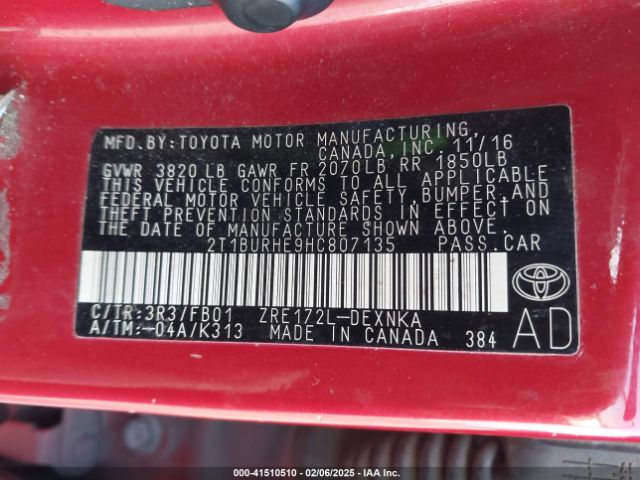 MFD. BY: TOYOTA MOTOR MANUFACTURING,
CANADA, INC. 11/16
GVWR 3820 LB GAWR FR 2070LB RR 1850LB
THIS VEHICLE CONFORMS TO ALL APPLICABLE
FEDERAL MOTOR VEHICLE SAFETY, BUMPER, AND
THEFT PREVENTION STANDARDS IN EFFECT ON
THE DATE OF MANUFACTURE SHOWN ABOVE.
2T1BURHE9HC807135 PASS.CAR
C/TR:3R3/FB01 ZRE172L-DEXNKA
A/TM:-04A/K313 MADE IN CANADA 384
AD
000-41510510 - 02/06/2025 - IAA Inc.